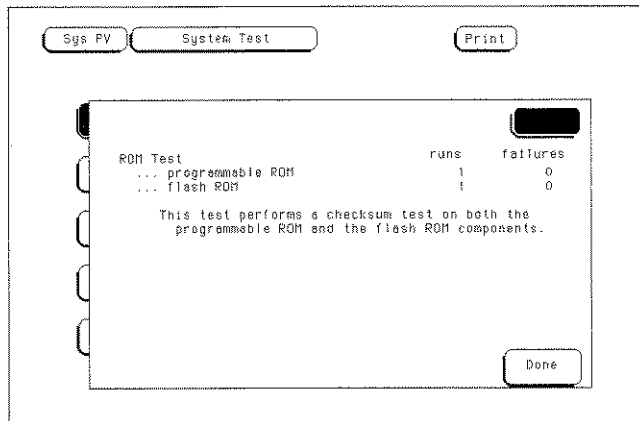 Sys PV System Test Print
ROM Test runs failures
... programmable ROM 1 0
... flash ROM 1 0
This test performs a checksum test on both the
programmable ROM and the flash ROM components.
Done